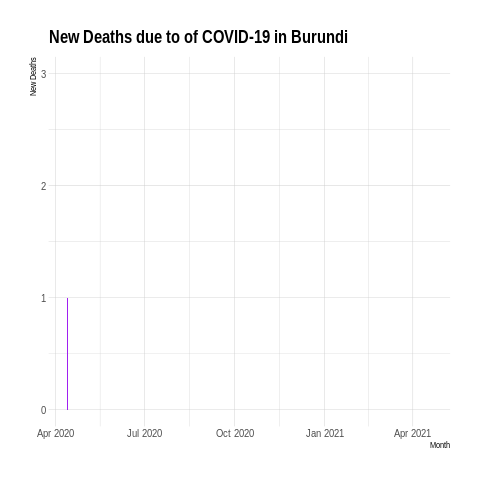 New Deaths due to of COVID-19 in Burundi
New Deaths
3
2
1
0
Apr 2020 Jul 2020 Oct 2020 Jan 2021 Apr 2021
Month